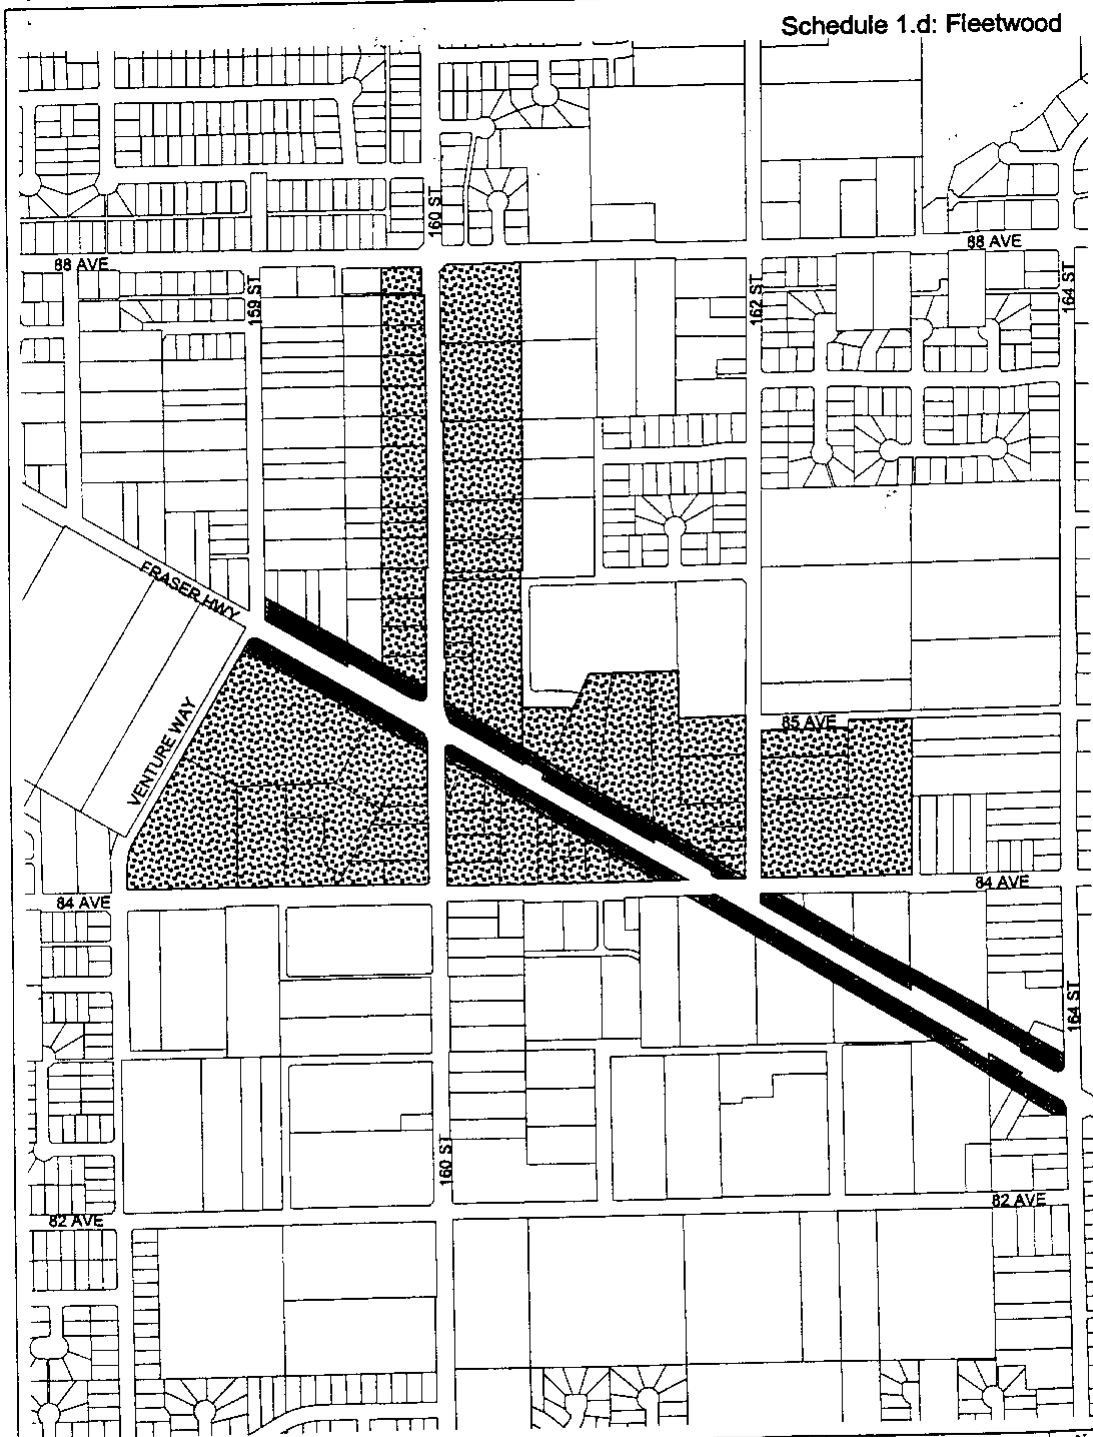 Schedule 1.d: Fleetwood
160 ST
88 AVE
88 AVE
159 ST
162 ST
164 ST
FRASER HWY
VENTURE WAY
85 AVE
84 AVE
84 AVE
164 ST
160 ST
82 AVE
82 AVE